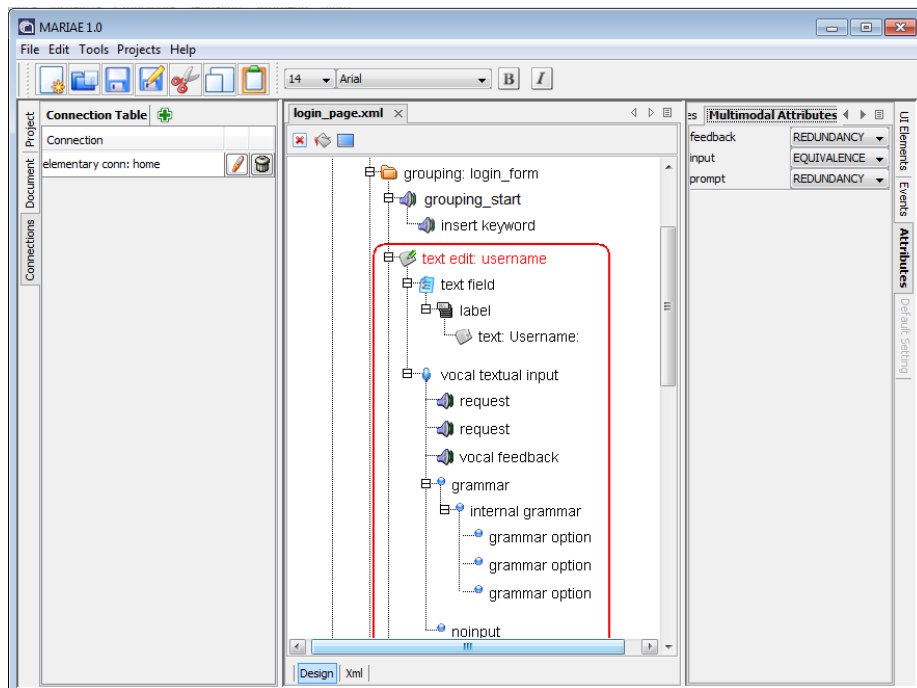 MARIAE 1.0
File Edit Tools Projects Help
14 Arial B I
Project
Document
Connections
Connection Table
Connection
elementary conn: home
login_page.xml
grouping: login_form
grouping_start
insert keyword
text edit: username
text field
label
text: Username:
vocal textual input
request
request
vocal feedback
grammar
internal grammar
grammar option
grammar option
grammar option
noinput
Design Xml
es Multimodal Attributes
feedback REDUNDANCY
input EQUIVALENCE
prompt REDUNDANCY
UI Elements
Events
Attributes
Default Setting